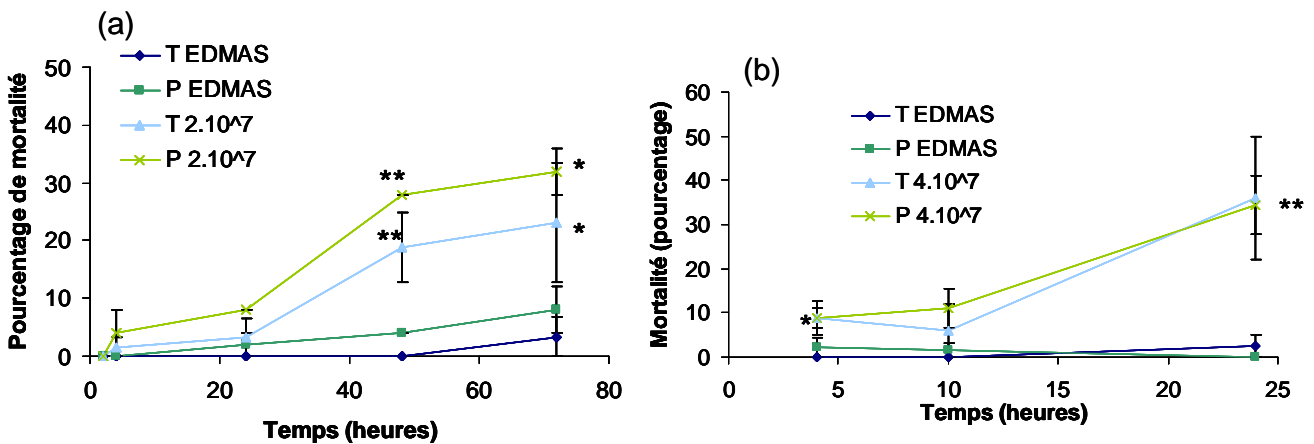 (a)
T EDMAS
P EDMAS
T 2.10^7
P 2.10^7
Pourcentage de mortalité
50
40
30
20
10
0
**
*
**
*
0
20
40
60
80
Temps (heures)
(b)
T EDMAS
P EDMAS
T 4.10^7
P 4.10^7
Mortalité (pourcentage)
60
50
40
30
20
10
0
*
**
0
5
10
15
20
25
Temps (heures)